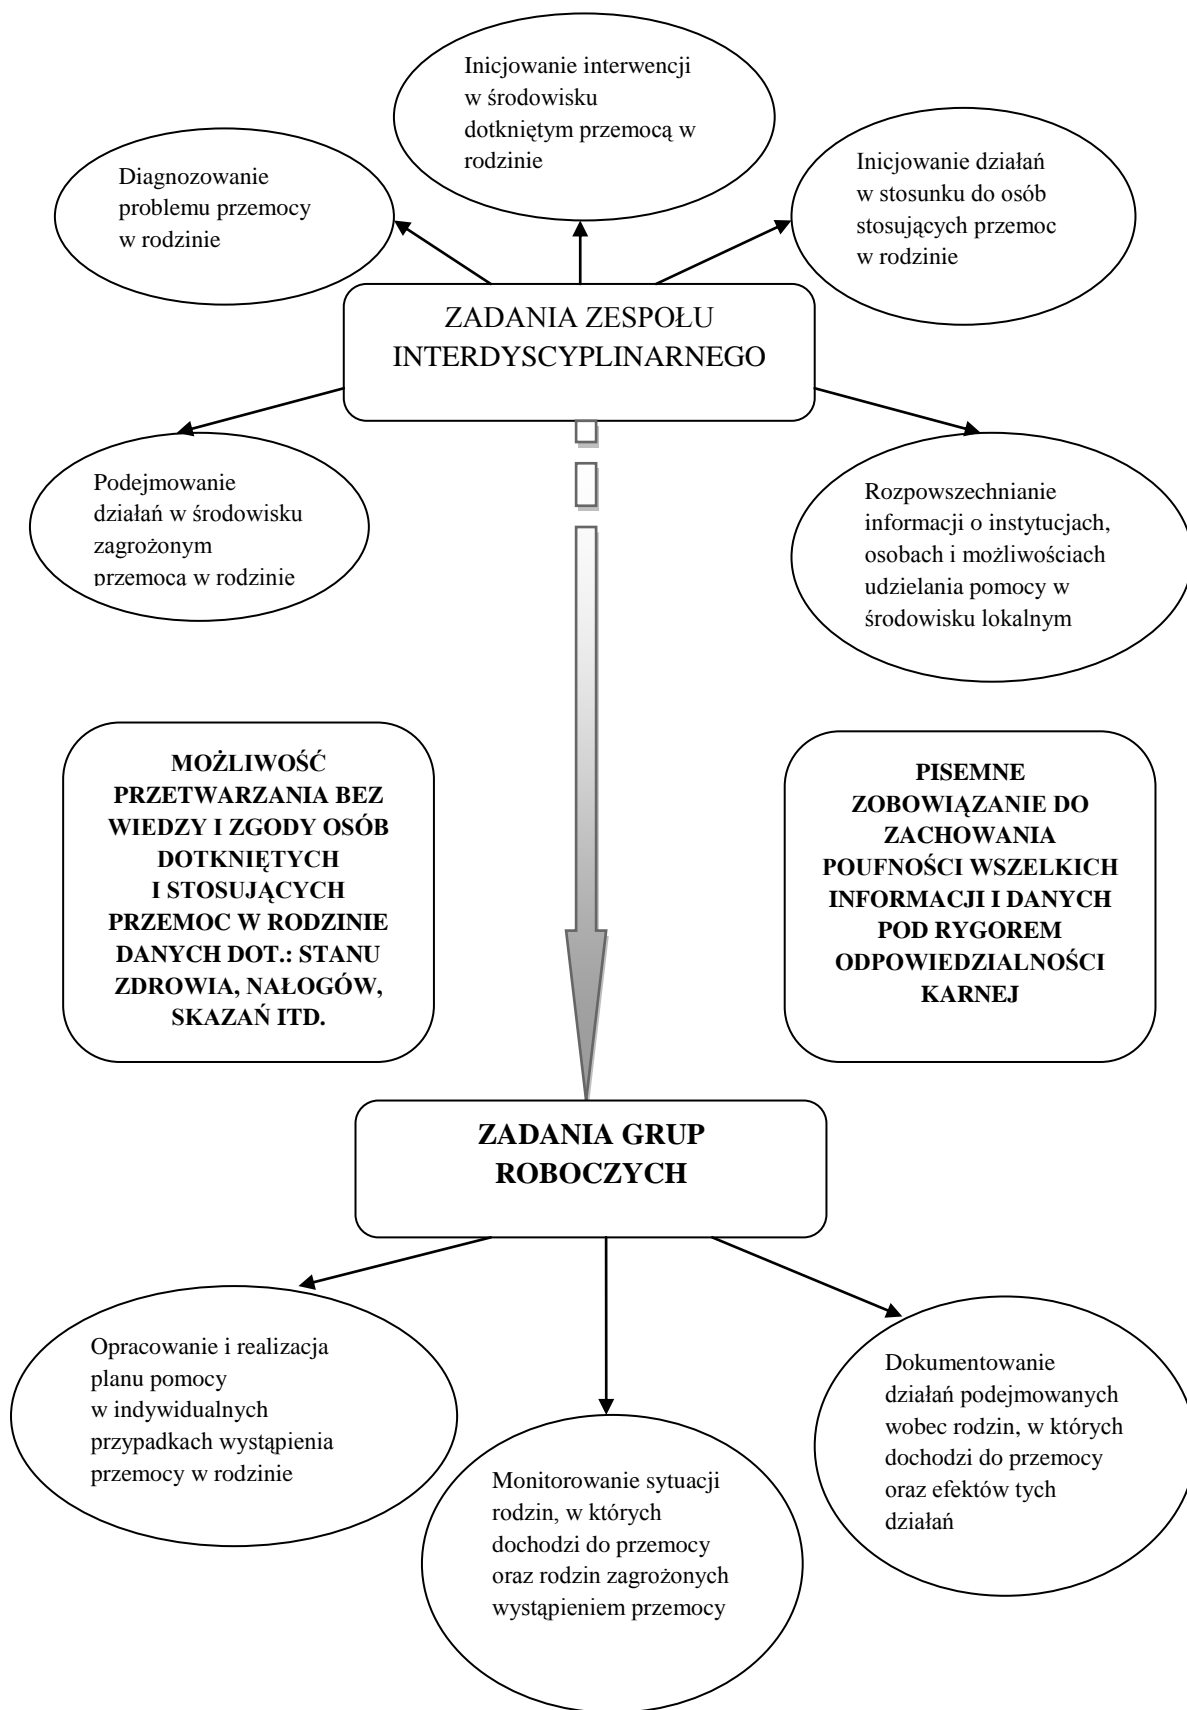 Inicjowanie interwencji
w środowisku
dotkniętym przemocą w
rodzinie
Diagnozowanie
problemu przemocy
w rodzinie
Inicjowanie działań
w stosunku do osób
stosujących przemoc
w rodzinie
ZADANIA ZESPOŁU
INTERDYSCYPLINARNEGO
Podejmowanie
działań w środowisku
zagrożonym
przemocą w rodzinie
Rozpowszechnianie
informacji o instytucjach,
osobach i możliwościach
udzielania pomocy w
środowisku lokalnym
MOŻLIWOŚĆ
PRZETWARZANIA BEZ
WIEDZY I ZGODY OSÓB
DOTKNIĘTYCH
I STOSUJĄCYCH
PRZEMOC W RODZINIE
DANYCH DOT.: STANU
ZDROWIA, NAŁOGÓW,
SKAZAŃ ITD.
PISEMNE
ZOBOWIĄZANIE DO
ZACHOWANIA
POUFNOŚCI WSZELKICH
INFORMACJI I DANYCH
POD RYGOREM
ODPOWIEDZIALNOŚCI
KARNEJ
ZADANIA GRUP
ROBOCZYCH
Opracowanie i realizacja
planu pomocy
w indywidualnych
przypadkach wystąpienia
przemocy w rodzinie
Monitorowanie sytuacji
rodzin, w których
dochodzi do przemocy
oraz rodzin zagrożonych
wystąpieniem przemocy
Dokumentowanie
działań podejmowanych
wobec rodzin, w których
dochodzi do przemocy
oraz efektów tych
działań